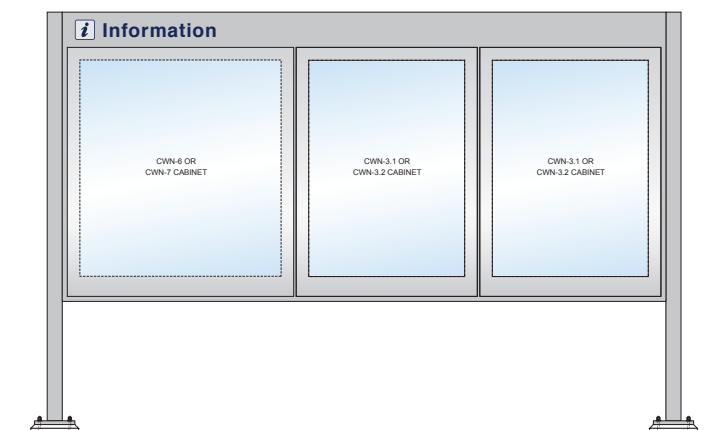 i Information
CWN-6 OR
CWN-7 CABINET
CWN-3.1 OR
CWN-3.2 CABINET
CWN-3.1 OR
CWN-3.2 CABINET